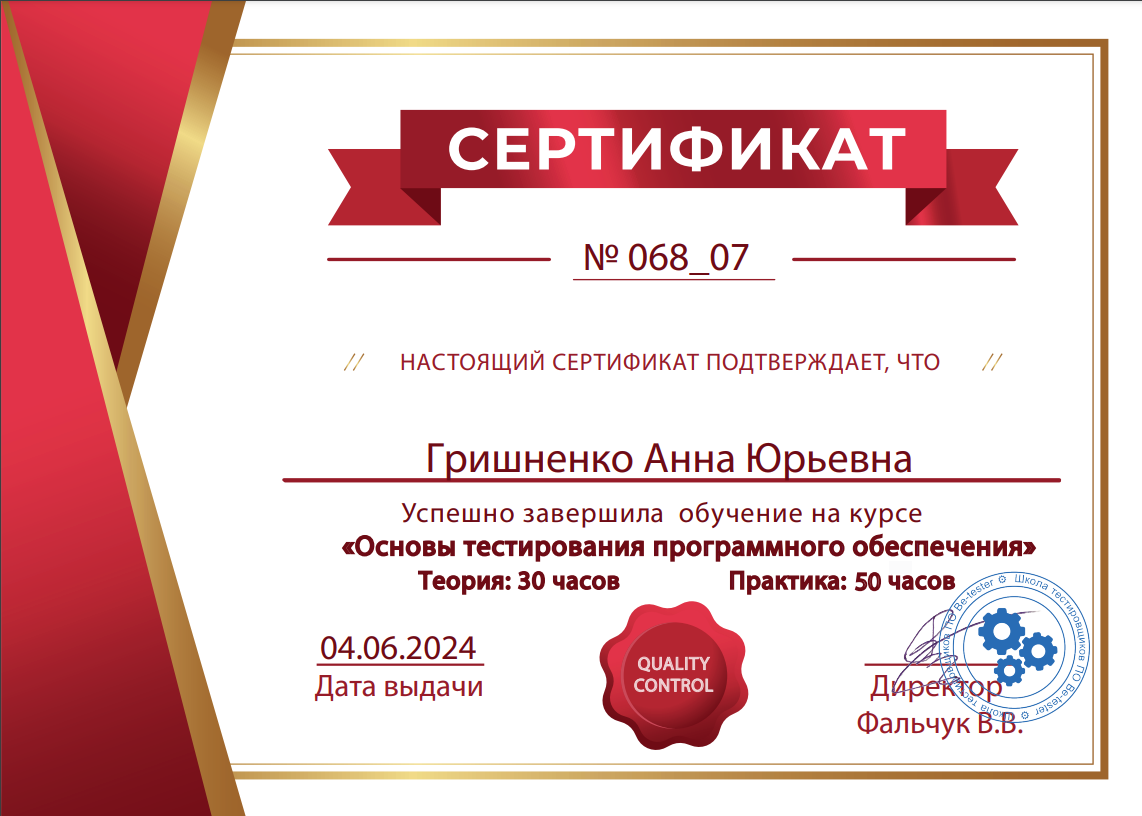 СЕРТИФИКАТ
№ 068_07
// НАСТОЯЩИЙ СЕРТИФИКАТ ПОДТВЕРЖДАЕТ, ЧТО //
Гришненко Анна Юрьевна
Успешно завершила обучение на курсе
«Основы тестирования программного обеспечения»
Теория: 30 часов Практика: 50 часов
04.06.2024
Дата выдачи
QUALITY
CONTROL
Директор
Фальчук В.В.
Школа тестировщиков ПО Be-tester
Школа тестировщиков ПО Be-tester